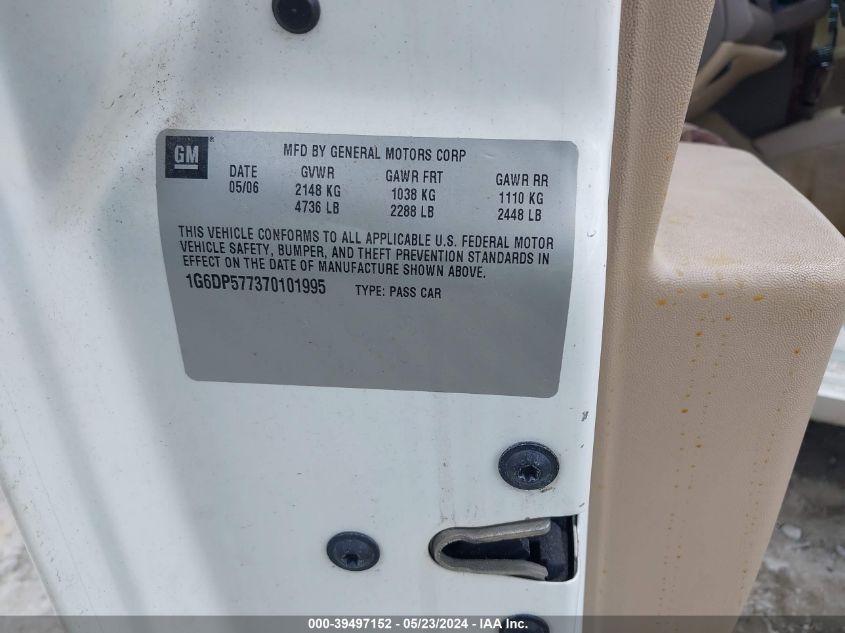 GM ®
MFD BY GENERAL MOTORS CORP
DATE GVWR GAWR FRT GAWR RR
05/06 2148 KG 1038 KG 1110 KG
4736 LB 2288 LB 2448 LB
THIS VEHICLE CONFORMS TO ALL APPLICABLE U.S. FEDERAL MOTOR
VEHICLE SAFETY, BUMPER, AND THEFT PREVENTION STANDARDS IN
EFFECT ON THE DATE OF MANUFACTURE SHOWN ABOVE.
1G6DP577370101995 TYPE: PASS CAR
000-39497152 - 05/23/2024 - IAA Inc.